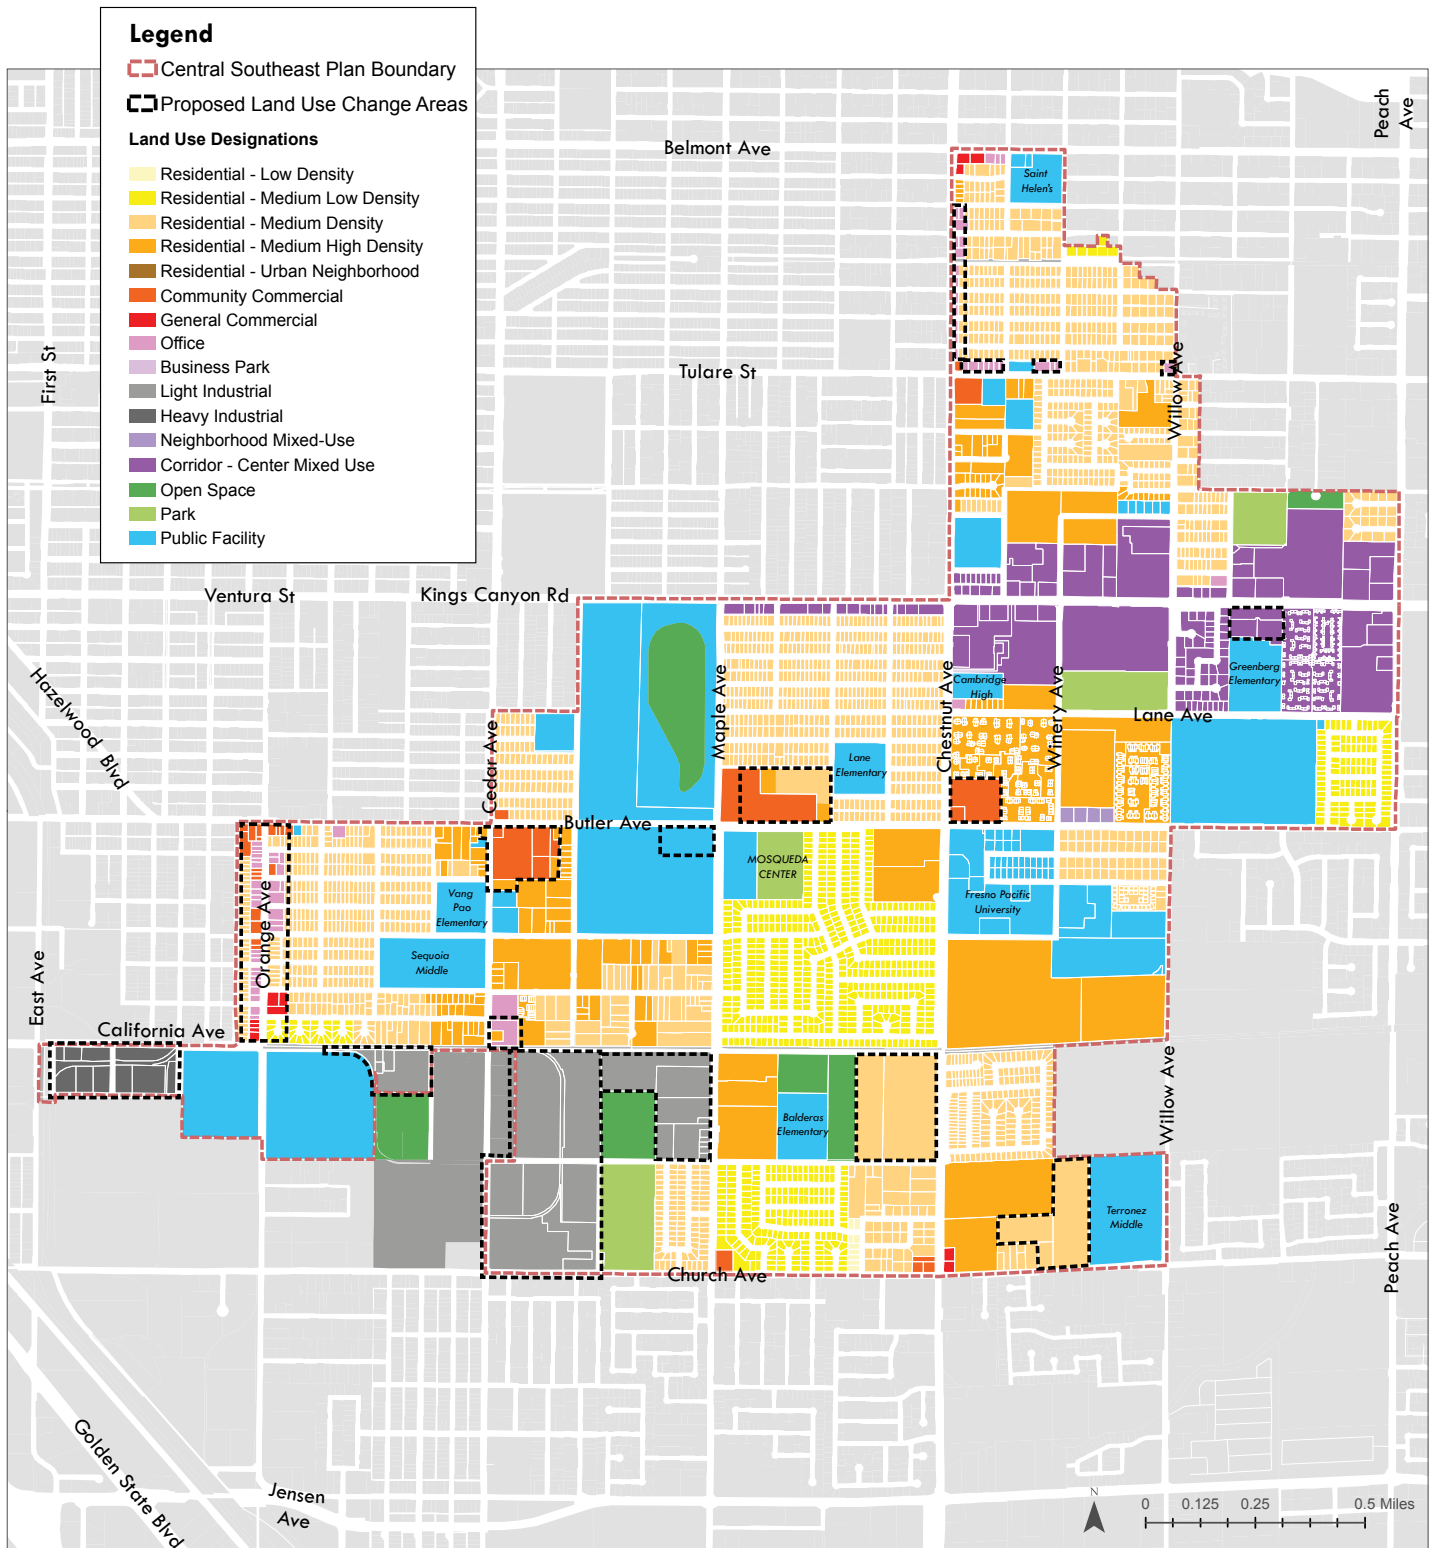 Legend
Central Southeast Plan Boundary
Proposed Land Use Change Areas
Land Use Designations
Residential - Low Density
Residential - Medium Low Density
Residential - Medium Density
Residential - Medium High Density
Residential - Urban Neighborhood
Community Commercial
General Commercial
Office
Business Park
Light Industrial
Heavy Industrial
Neighborhood Mixed-Use
Corridor - Center Mixed Use
Open Space
Park
Public Facility
Peach
Ave
Belmont Ave
Saint
Helen's
First St
Tulare St
Willow Ave
Ventura St
Kings Canyon Rd
Hazelwood Blvd
Cedar Ave
Maple Ave
Chestnut Ave
Cambridge
High
Winery Ave
Greenberg
Elementary
Lane Ave
Lane
Elementary
Butler Ave
MOSQUEDA
CENTER
Vang
Pao
Elementary
Fresno Pacific
University
Orange Ave
Sequoia
Middle
East Ave
California Ave
Willow Ave
Balderas
Elementary
Terronez
Middle
Peach Ave
Church Ave
Golden State Blvd
Jensen
Ave
N
0 0.125 0.25 0.5 Miles